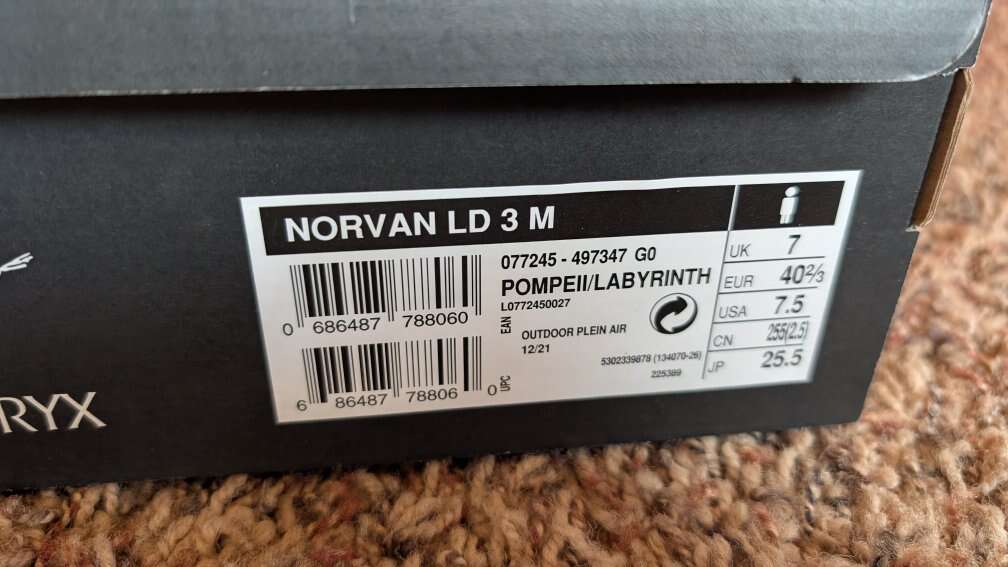 NORVAN LD 3 M
077245 - 497347 G0
POMPEII/LABYRINTH
L0772450027
0 686487 788060
EAN
OUTDOOR PLEIN AIR
12/21
5302339878 (134070-26)
225389
6 86487 78806 0
UPC
UK 7
EUR 40⅔
USA 7.5
CN 255(2.5)
JP 25.5
RYX